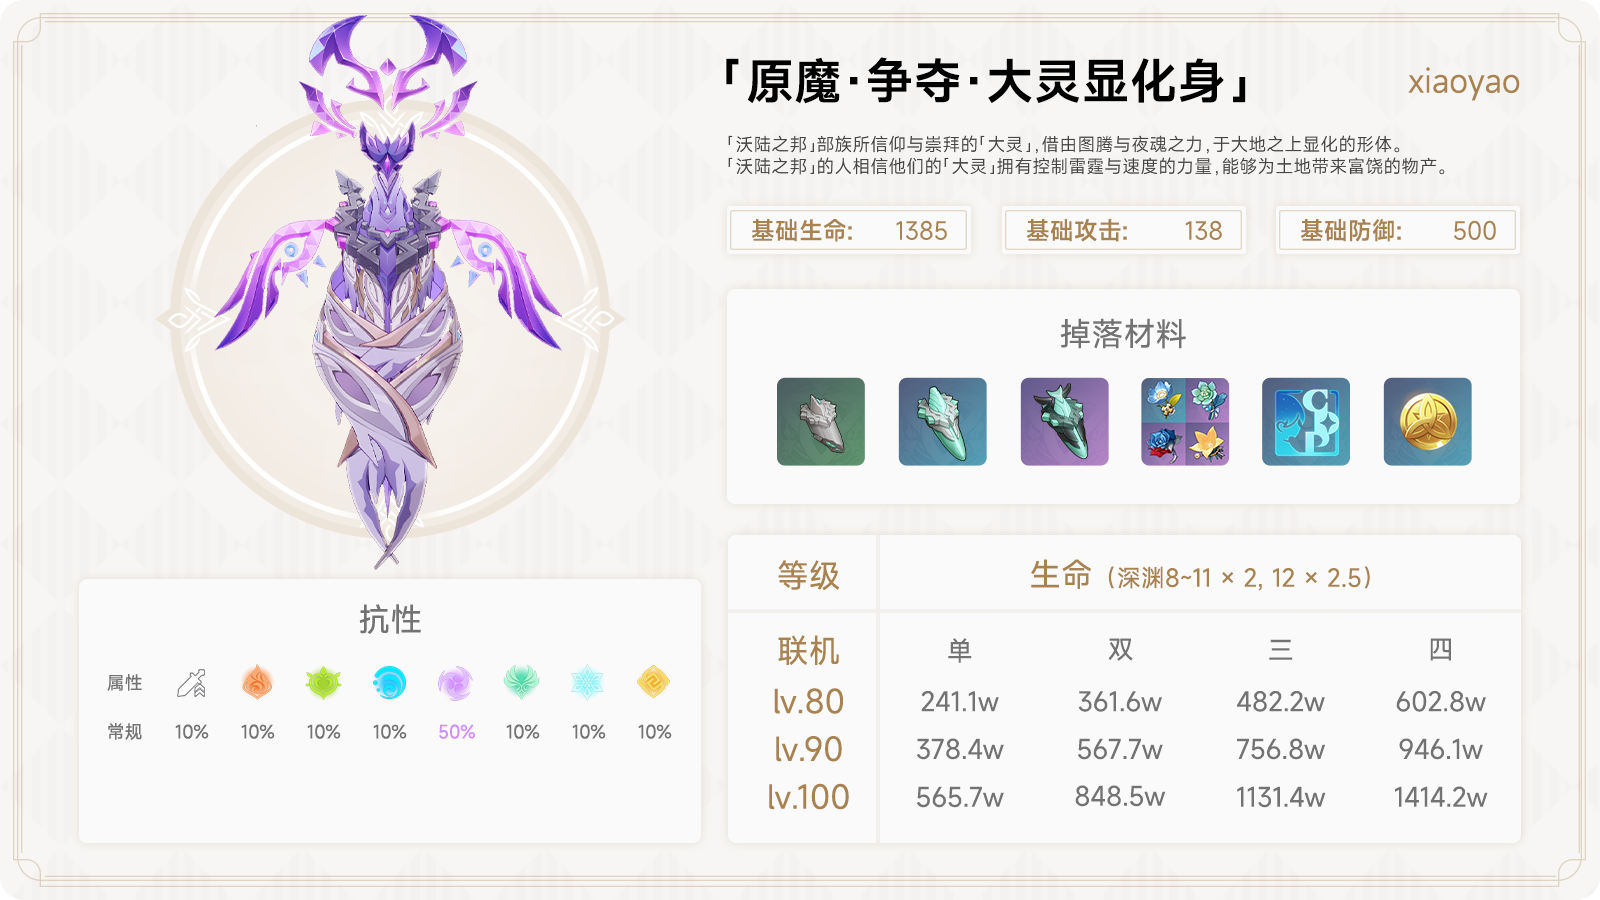 「原魔·争夺·大灵显化身」
xiaoyao
「沃陆之邦」部族所信仰与崇拜的「大灵」,借由图腾与夜魂之力,于大地之上显化的形体。
「沃陆之邦」的人相信他们的「大灵」拥有控制雷霆与速度的力量,能够为土地带来富饶的物产。
基础生命: 1385
基础攻击: 138
基础防御: 500
掉落材料
抗性
属性
常规 10% 10% 10% 10% 50% 10% 10% 10%
等级 生命 (深渊8~11 × 2, 12 × 2.5)
联机 单 双 三 四
lv.80 241.1w 361.6w 482.2w 602.8w
lv.90 378.4w 567.7w 756.8w 946.1w
lv.100 565.7w 848.5w 1131.4w 1414.2w